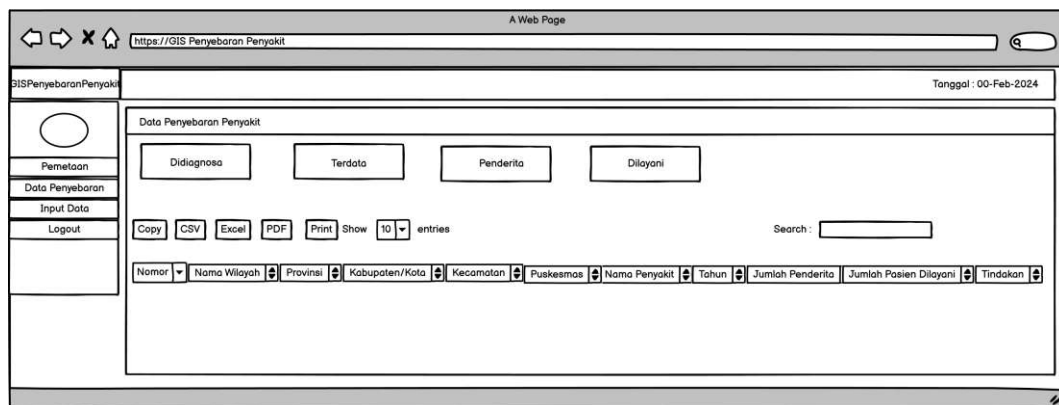 A Web Page
https://GIS Penyebaran Penyakit
GISPenyebaranPenyakit
Tanggal : 00-Feb-2024
Data Penyebaran Penyakit
Didiagnosa Terdata Penderita Dilayani
Pemetaan
Data Penyebaran
Input Data
Logout
Copy CSV Excel PDF Print Show 10 entries Search :
Nomor Nama Wilayah Provinsi Kabupaten/Kota Kecamatan Puskesmas Nama Penyakit Tahun Jumlah Penderita Jumlah Pasien Dilayani Tindakan